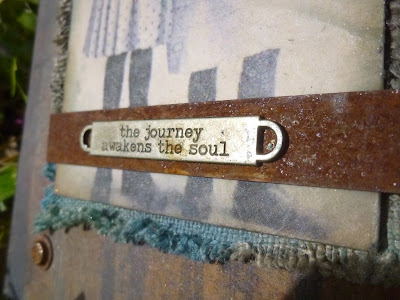 the journey
awakens the soul